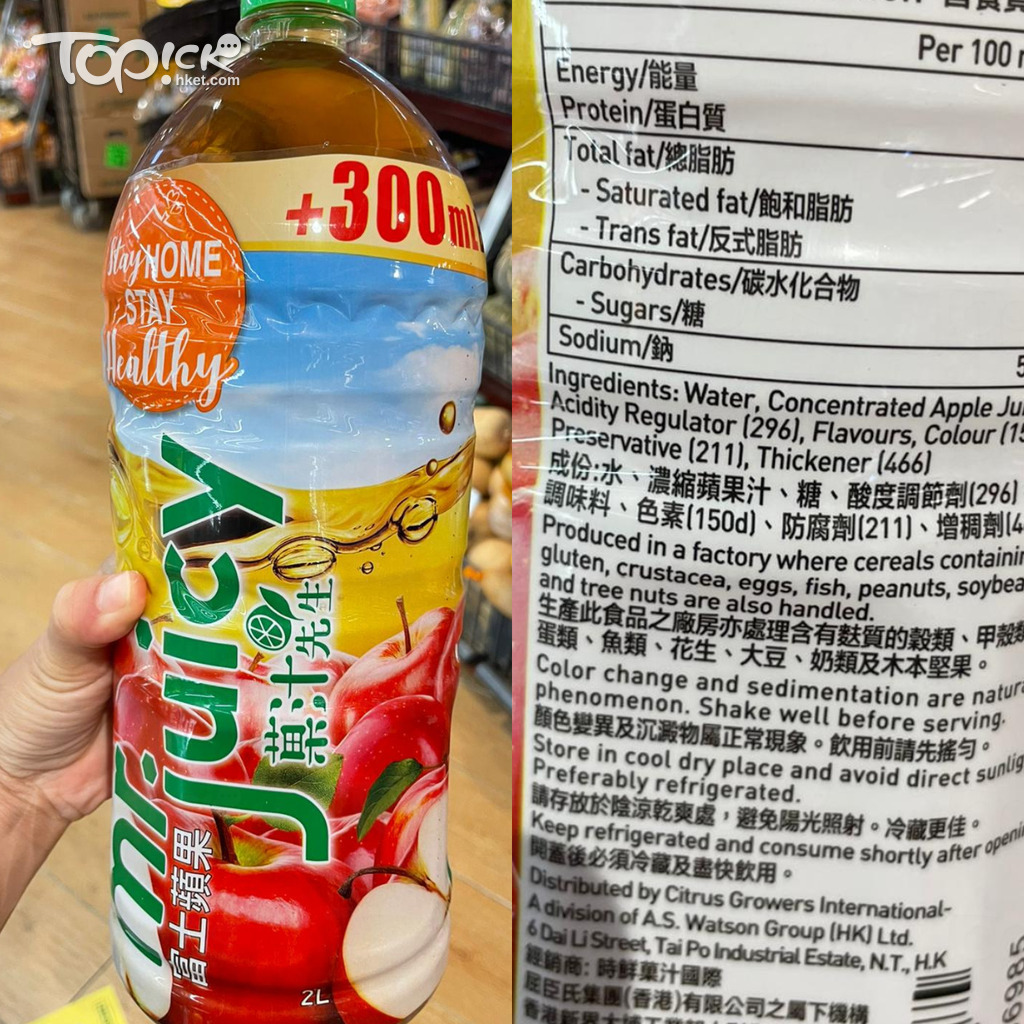 TOPick
hket.com
+300mL
Stay HOME
STAY
Healthy
mr. Juicy
菓汁先生
富士蘋果
2L
Per 100
Energy/能量
Protein/蛋白質
Total fat/總脂肪
- Saturated fat/飽和脂肪
- Trans fat/反式脂肪
Carbohydrates/碳水化合物
- Sugars/糖
Sodium/鈉
5
Ingredients: Water, Concentrated Apple Ju
Acidity Regulator (296), Flavours, Colour (15
Preservative (211), Thickener (466)
成份:水、濃縮蘋果汁、糖、酸度調節劑(296)
調味料、色素(150d)、防腐劑(211)、增稠劑(4
Produced in a factory where cereals containin
gluten, crustacea, eggs, fish, peanuts, soybea
and tree nuts are also handled.
生產此食品之廠房亦處理含有麩質的穀類、甲殼類
蛋類、魚類、花生、大豆、奶類及木本堅果。
Color change and sedimentation are natura
phenomenon. Shake well before serving.
顏色變異及沉澱物屬正常現象。飲用前請先搖勻。
Store in cool dry place and avoid direct sunlig
Preferably refrigerated.
請存放於陰涼乾爽處,避免陽光照射。冷藏更佳。
Keep refrigerated and consume shortly after openi
開蓋後必須冷藏及盡快飲用。
Distributed by Citrus Growers International-
A division of A.S. Watson Group (HK) Ltd.
6 Dai Li Street, Tai Po Industrial Estate, N.T., H.K
經銷商: 時鮮菓汁國際
屈臣氏集團(香港)有限公司之屬下機構
6985